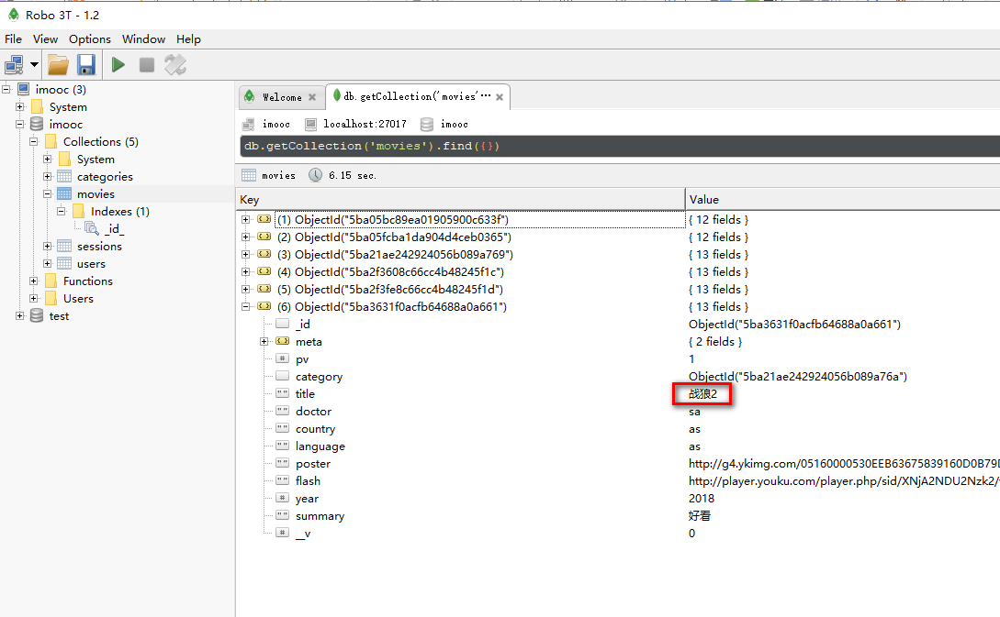 Robo 3T - 1.2
File View Options Window Help
imooc (3)
System
imooc
Collections (5)
System
categories
movies
Indexes (1)
_id_
sessions
users
Functions
Users
test
Welcome
db.getCollection('movies'...
imooc localhost:27017 imooc
db.getCollection('movies').find({})
movies 6.15 sec.
Key Value
(1) ObjectId("5ba05bc89ea01905900c633f") { 12 fields }
(2) ObjectId("5ba05fcba1da904d4ceb0365") { 12 fields }
(3) ObjectId("5ba21ae242924056b089a769") { 13 fields }
(4) ObjectId("5ba2f3608c66cc4b48245f1c") { 13 fields }
(5) ObjectId("5ba2f3fe8c66cc4b48245f1d") { 13 fields }
(6) ObjectId("5ba3631f0acfb64688a0a661") { 13 fields }
_id ObjectId("5ba3631f0acfb64688a0a661")
meta { 2 fields }
# pv 1
category ObjectId("5ba21ae242924056b089a76a")
"" title 战狼2
"" doctor sa
"" country as
"" language as
"" poster http://g4.ykimg.com/05160000530EEB63675839160D0B79D
"" flash http://player.youku.com/player.php/sid/XNjA2NDU2Nzk2/
# year 2018
"" summary 好看
# __v 0